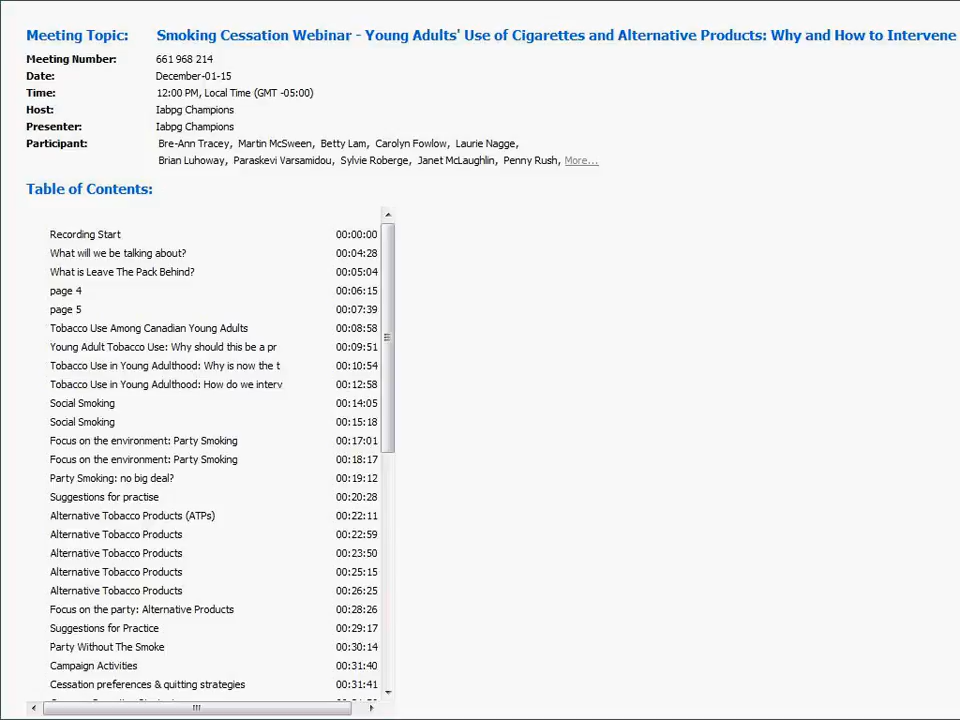 Meeting Topic: Smoking Cessation Webinar - Young Adults' Use of Cigarettes and Alternative Products: Why and How to Intervene
Meeting Number: 661 968 214
Date: December-01-15
Time: 12:00 PM, Local Time (GMT -05:00)
Host: Iabpg Champions
Presenter: Iabpg Champions
Participant: Bre-Ann Tracey, Martin McSween, Betty Lam, Carolyn Fowlow, Laurie Nagge,
Brian Luhoway, Paraskevi Varsamidou, Sylvie Roberge, Janet McLaughlin, Penny Rush, More...
Table of Contents:
Recording Start 00:00:00
What will we be talking about? 00:04:28
What is Leave The Pack Behind? 00:05:04
page 4 00:06:15
page 5 00:07:39
Tobacco Use Among Canadian Young Adults 00:08:58
Young Adult Tobacco Use: Why should this be a pr 00:09:51
Tobacco Use in Young Adulthood: Why is now the t 00:10:54
Tobacco Use in Young Adulthood: How do we interv 00:12:58
Social Smoking 00:14:05
Social Smoking 00:15:18
Focus on the environment: Party Smoking 00:17:01
Focus on the environment: Party Smoking 00:18:17
Party Smoking: no big deal? 00:19:12
Suggestions for practise 00:20:28
Alternative Tobacco Products (ATPs) 00:22:11
Alternative Tobacco Products 00:22:59
Alternative Tobacco Products 00:23:50
Alternative Tobacco Products 00:25:15
Alternative Tobacco Products 00:26:25
Focus on the party: Alternative Products 00:28:26
Suggestions for Practice 00:29:17
Party Without The Smoke 00:30:14
Campaign Activities 00:31:40
Cessation preferences & quitting strategies 00:31:41